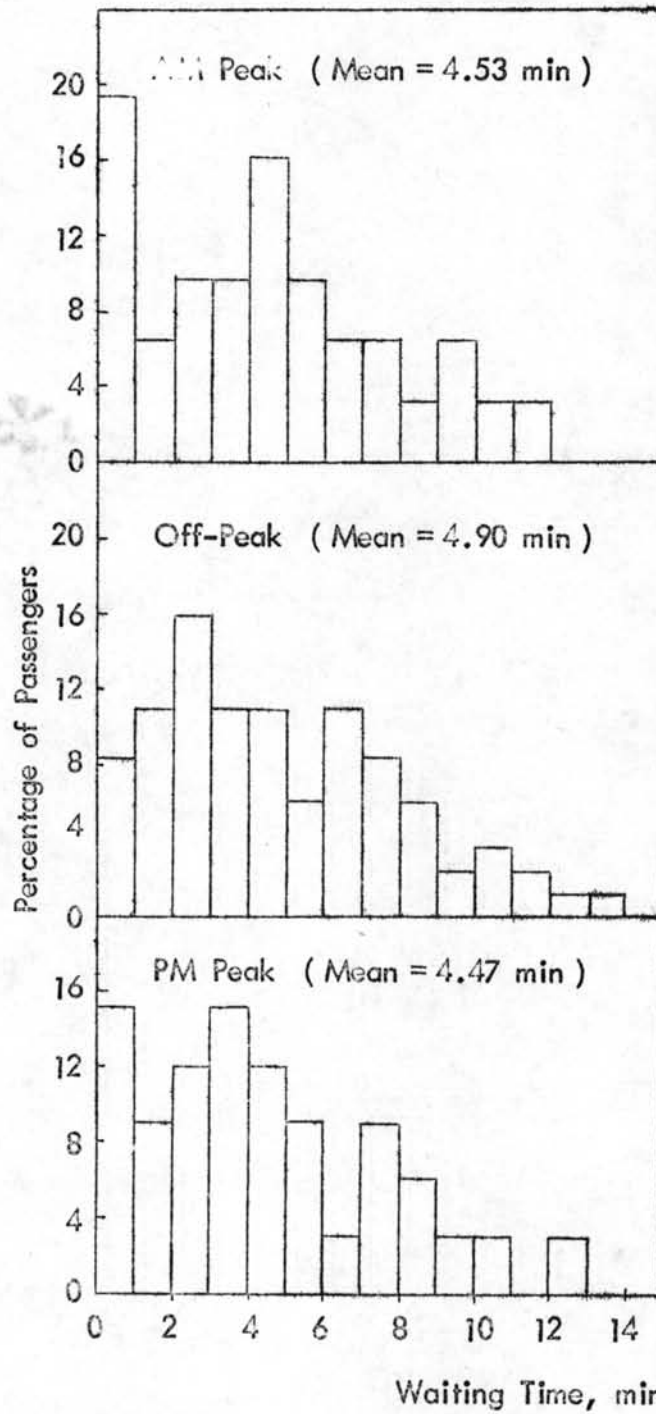 AM Peak ( Mean = 4.53 min )
20
16
12
8
4
0
Off-Peak ( Mean = 4.90 min )
20
16
12
8
4
0
Percentage of Passengers
PM Peak ( Mean = 4.47 min )
16
12
8
4
0
0 2 4 6 8 10 12 14
Waiting Time, min